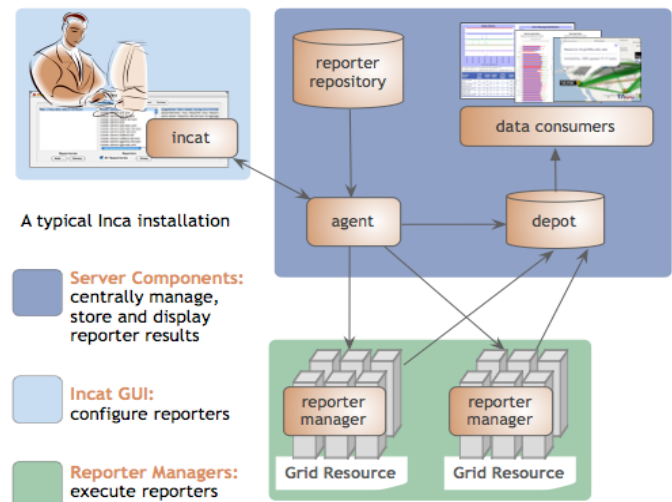 reporter
repository
data consumers
incat
agent
depot
A typical Inca installation
Server Components:
centrally manage,
store and display
reporter results
Incat GUI:
configure reporters
Reporter Managers:
execute reporters
reporter
manager
Grid Resource
reporter
manager
Grid Resource